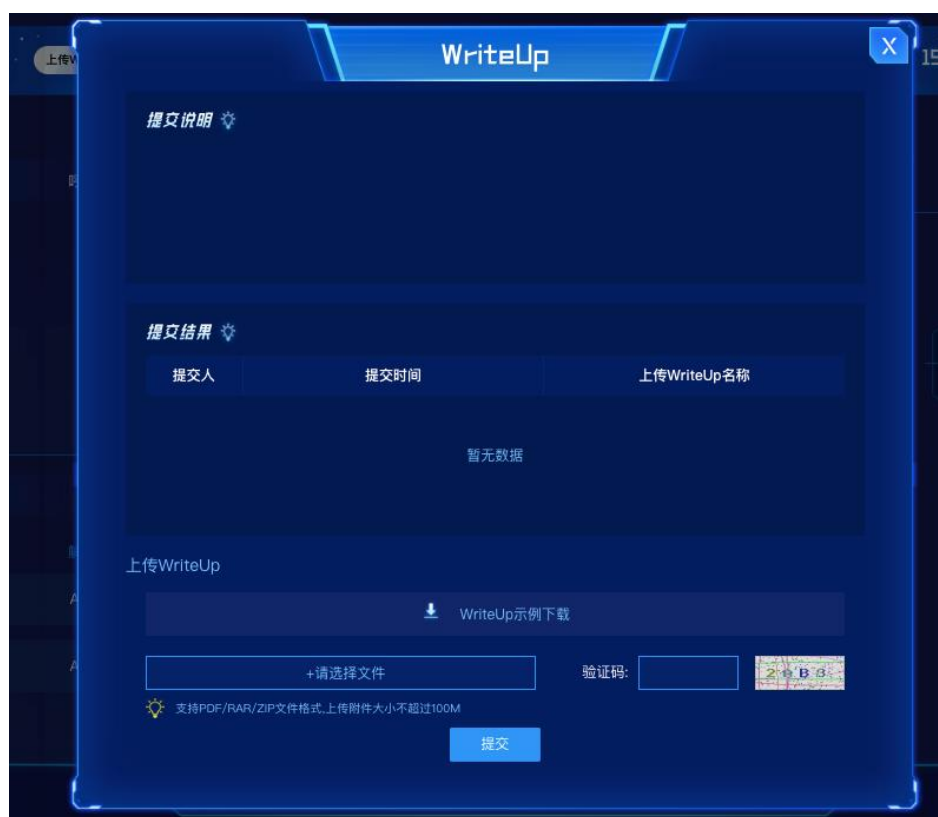 WriteUp
X
上传W
15
提交说明
提交结果
提交人 提交时间 上传WriteUp名称
暂无数据
上传WriteUp
WriteUp示例下载
+请选择文件 验证码:
支持PDF/RAR/ZIP文件格式,上传附件大小不超过100M
提交